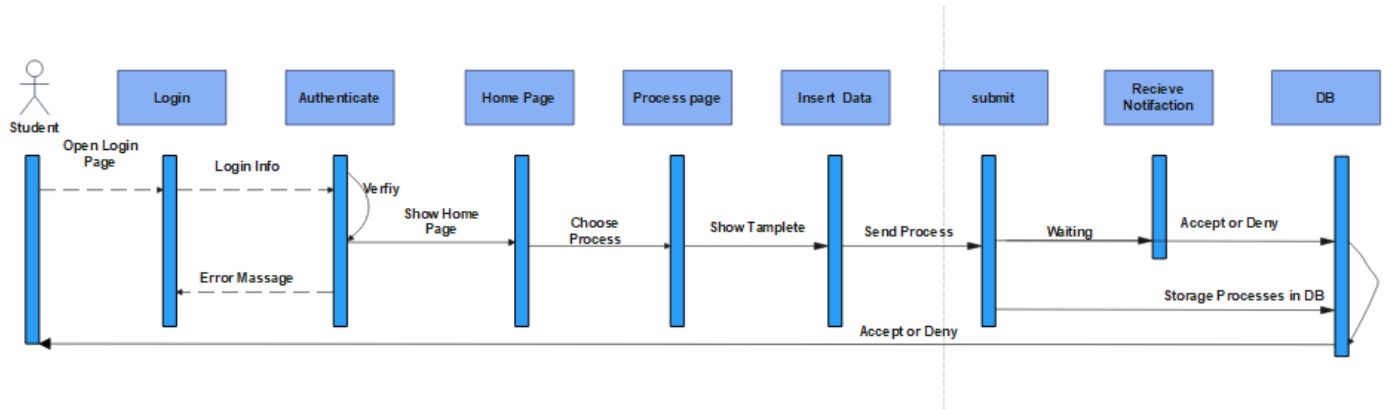 Login
Authenticate
Home Page
Process page
Insert Data
submit
Recieve
Notifaction
DB
Student
Open Login
Page
Login Info
Verfiy
Show Home
Page
Choose
Process
Show Tamplete
Send Process
Waiting
Accept or Deny
Error Massage
Storage Processes in DB
Accept or Deny